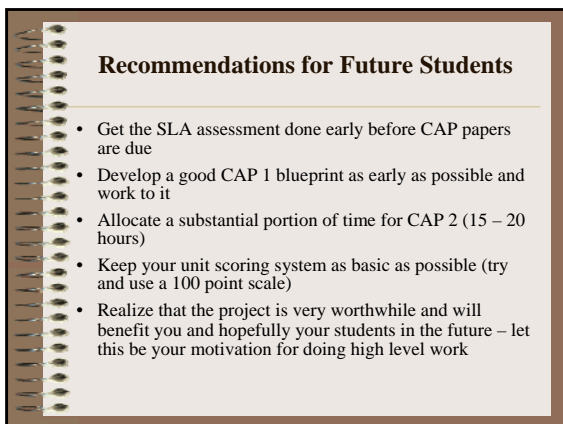 Recommendations for Future Students
• Get the SLA assessment done early before CAP papers
are due
• Develop a good CAP 1 blueprint as early as possible and
work to it
• Allocate a substantial portion of time for CAP 2 (15 – 20
hours)
• Keep your unit scoring system as basic as possible (try
and use a 100 point scale)
• Realize that the project is very worthwhile and will
benefit you and hopefully your students in the future – let
this be your motivation for doing high level work